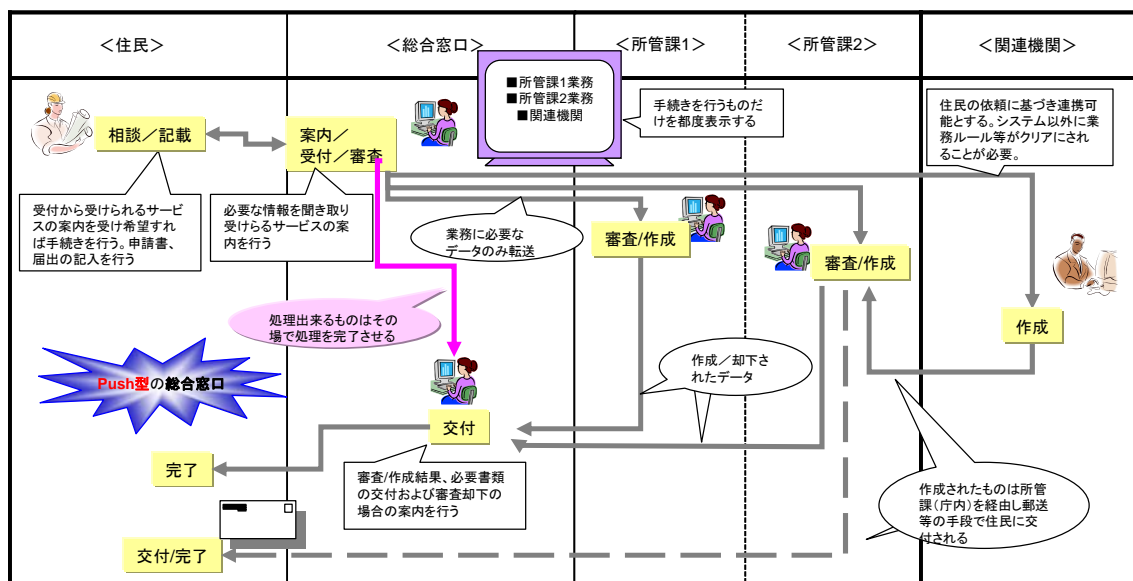 ＜住民＞
＜総合窓口＞
＜所管課1＞
＜所管課2＞
＜関連機関＞
■所管課1業務
■所管課2業務
■関連機関
手続きを行うものだ
けを都度表示する
住民の依頼に基づき連携可
能とする。システム以外に業
務ルール等がクリアにされ
ることが必要。
相談／記載
案内／
受付／審査
受付から受けられるサービ
スの案内を受け希望すれ
ば手続きを行う。申請書、
届出の記入を行う
必要な情報を聞き取り
受けらるサービスの案
内を行う
業務に必要な
データのみ転送
審査/作成
審査/作成
作成
処理出来るものはその
場で処理を完了させる
Push型の総合窓口
作成／却下さ
れたデータ
交付
完了
審査/作成結果、必要書類
の交付および審査却下の
場合の案内を行う
作成されたものは所管
課（庁内）を経由し郵送
等の手段で住民に交
付される
交付/完了